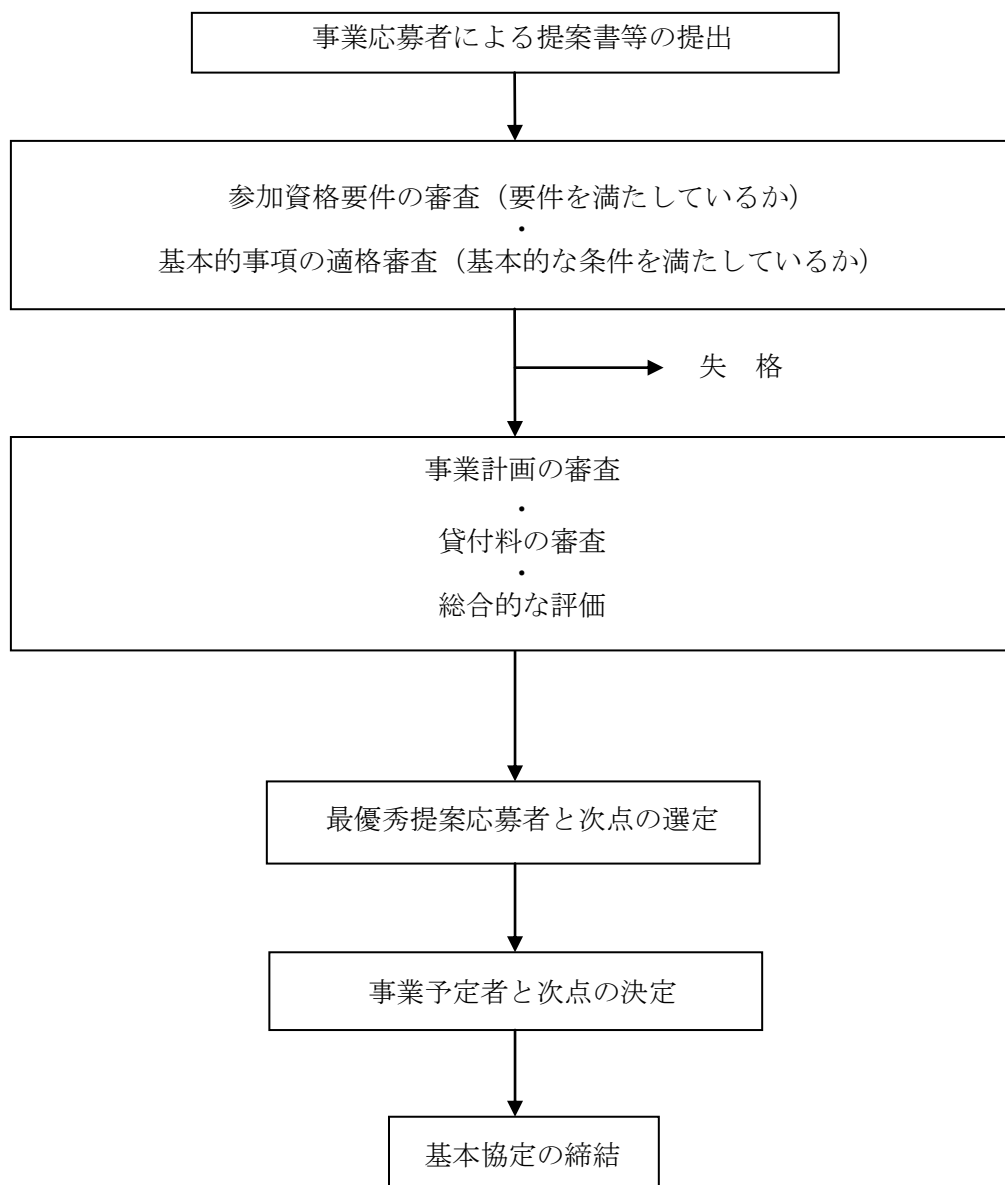 事業応募者による提案書等の提出
参加資格要件の審査（要件を満たしているか）
・
基本的事項の適格審査（基本的な条件を満たしているか）
失　格
事業計画の審査
・
貸付料の審査
・
総合的な評価
最優秀提案応募者と次点の選定
事業予定者と次点の決定
基本協定の締結